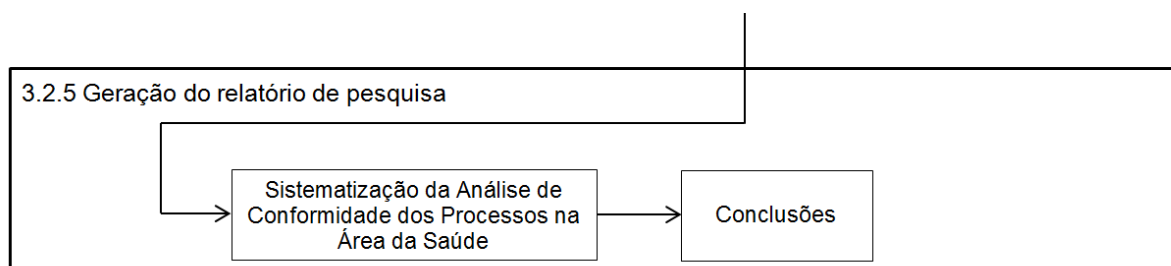 3.2.5 Geração do relatório de pesquisa
Sistematização da Análise de
Conformidade dos Processos na
Área da Saúde
Conclusões